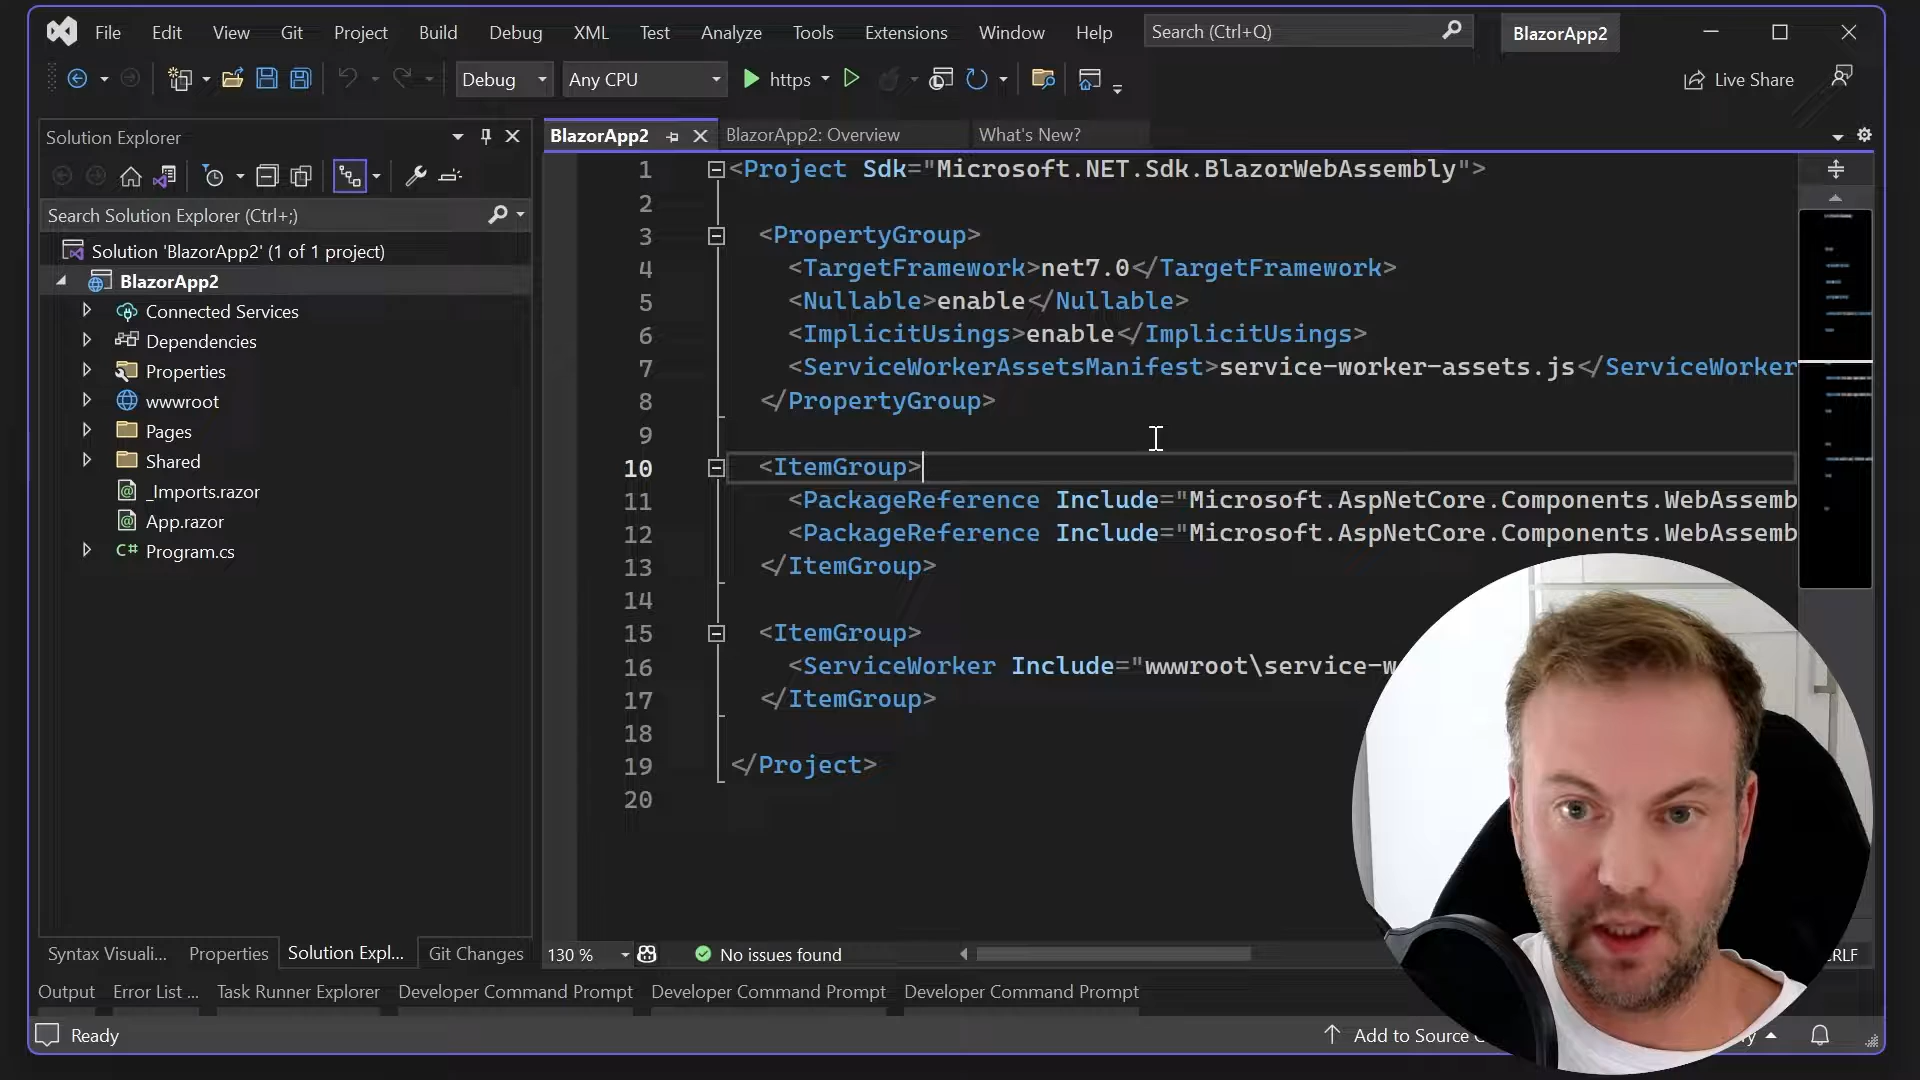 File Edit View Git Project Build Debug XML Test Analyze Tools Extensions Window Help Search (Ctrl+Q) BlazorApp2
Debug Any CPU https Live Share
Solution Explorer
Search Solution Explorer (Ctrl+;)
Solution 'BlazorApp2' (1 of 1 project)
BlazorApp2
Connected Services
Dependencies
Properties
wwwroot
Pages
Shared
_Imports.razor
App.razor
C# Program.cs
BlazorApp2 BlazorApp2: Overview What's New?
1 <Project Sdk="Microsoft.NET.Sdk.BlazorWebAssembly">
2
3 <PropertyGroup>
4 <TargetFramework>net7.0</TargetFramework>
5 <Nullable>enable</Nullable>
6 <ImplicitUsings>enable</ImplicitUsings>
7 <ServiceWorkerAssetsManifest>service-worker-assets.js</ServiceWorker
8 </PropertyGroup>
9
10 <ItemGroup>
11 <PackageReference Include="Microsoft.AspNetCore.Components.WebAssemb
12 <PackageReference Include="Microsoft.AspNetCore.Components.WebAssemb
13 </ItemGroup>
14
15 <ItemGroup>
16 <ServiceWorker Include="wwwroot\service-w
17 </ItemGroup>
18
19 </Project>
20
Syntax Visuali... Properties Solution Expl... Git Changes
130 % No issues found
Output Error List ... Task Runner Explorer Developer Command Prompt Developer Command Prompt Developer Command Prompt
Ready Add to Source